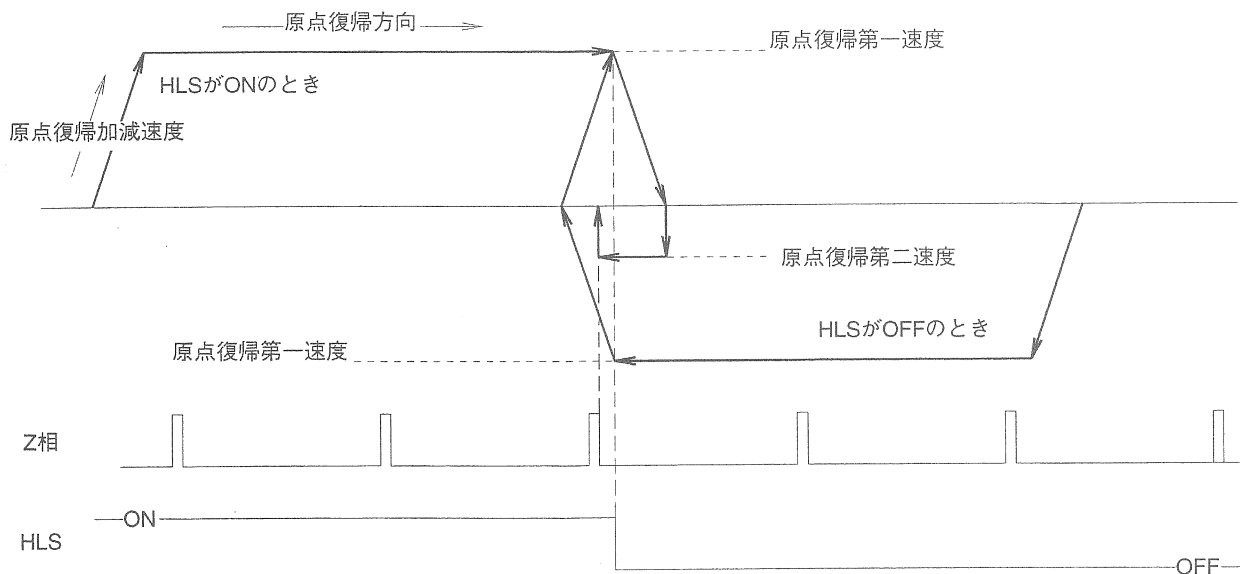 原点復帰方向
原点復帰第一速度
HLSがONのとき
原点復帰加減速度
原点復帰第二速度
HLSがOFFのとき
原点復帰第一速度
Z相
ON
HLS
OFF